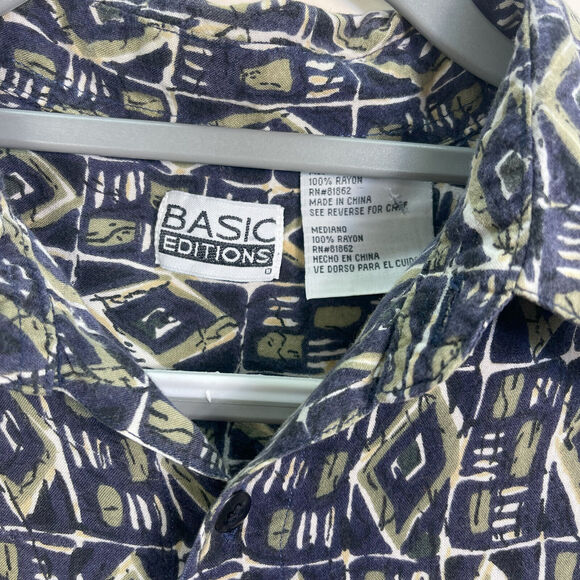 BASIC
EDITIONS
100% RAYON
RN#81862
MADE IN CHINA
SEE REVERSE FOR CARE
MEDIANO
100% RAYON
RN#81862
HECHO EN CHINA
VE DORSO PARA EL